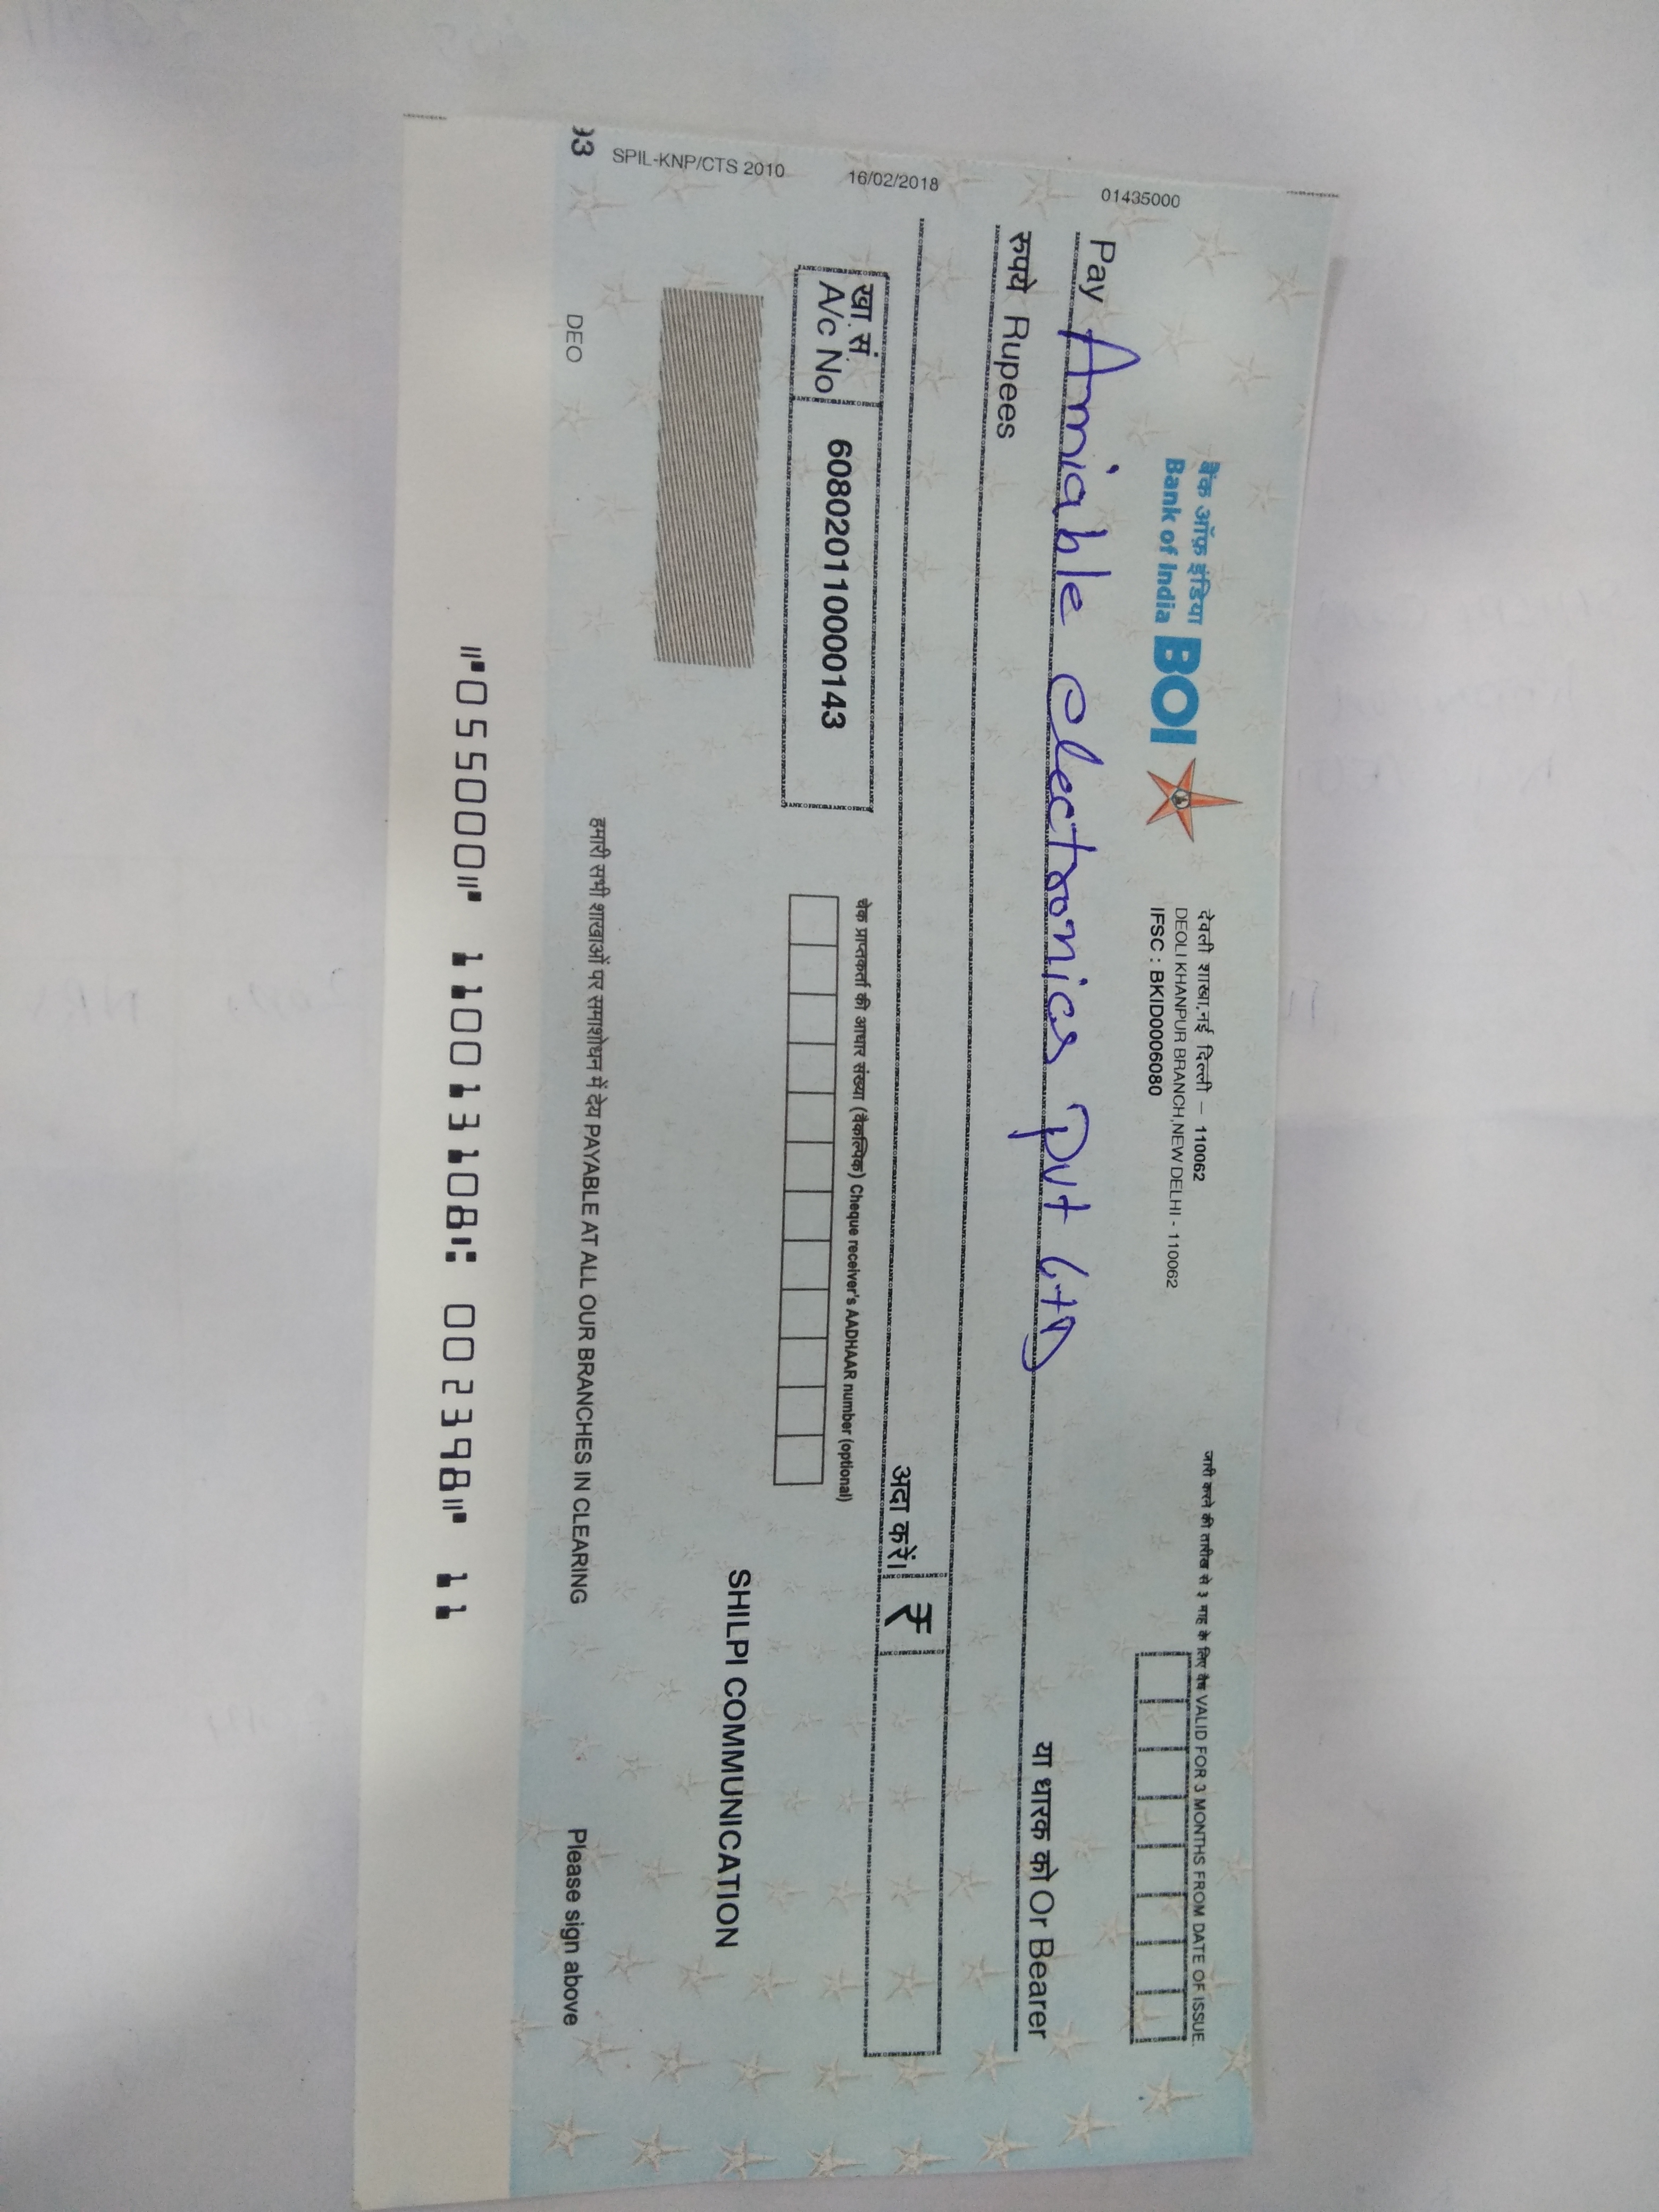 बैंक ऑफ़ इंडिया
Bank of India BOI
देवली शाखा,नई दिल्ली – 110062
DEOLI KHANPUR BRANCH,NEW DELHI - 110062
IFSC : BKID0006080
जारी करने की तारीख से 3 माह के लिए वैध VALID FOR 3 MONTHS FROM DATE OF ISSUE.
01435000
Pay Amiable electronics Pvt LtD
या धारक को Or Bearer
रुपये Rupees
16/02/2018
अदा करें। ₹
खा. सं.
A/c No 608020110000143
चेक प्राप्तकर्ता की आधार संख्या (वैकल्पिक) Cheque receiver's AADHAAR number (optional)
SPIL-KNP/CTS 2010
SHILPI COMMUNICATION
93 DEO
हमारी सभी शाखाओं पर समाशोधन में देय PAYABLE AT ALL OUR BRANCHES IN CLEARING
Please sign above
⑈055000⑈ 110013108⑆ 002398⑈ 11